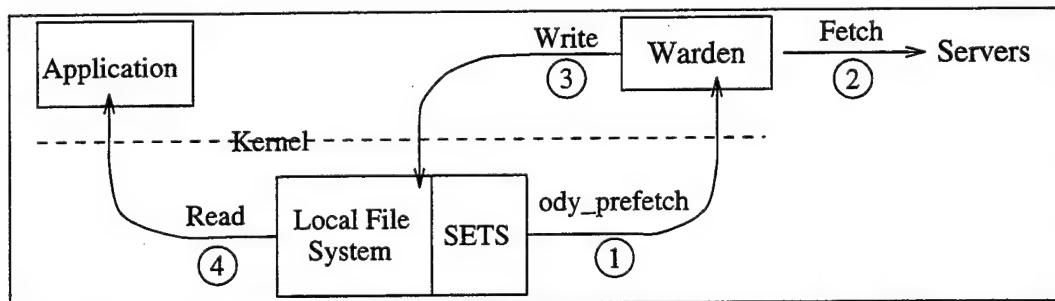 Application
Write
3
Warden
Fetch
2
Servers
Kernel
Read
4
Local File
System
SETS
ody_prefetch
1